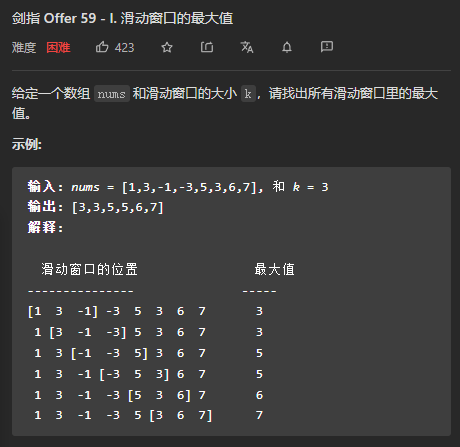 剑指 Offer 59 - I. 滑动窗口的最大值
难度 困难 423
给定一个数组 nums 和滑动窗口的大小 k，请找出所有滑动窗口里的最大
值。
示例:
输入: nums = [1,3,-1,-3,5,3,6,7], 和 k = 3
输出: [3,3,5,5,6,7]
解释:
滑动窗口的位置 最大值
--------------- -----
[1 3 -1] -3 5 3 6 7 3
1 [3 -1 -3] 5 3 6 7 3
1 3 [-1 -3 5] 3 6 7 5
1 3 -1 [-3 5 3] 6 7 5
1 3 -1 -3 [5 3 6] 7 6
1 3 -1 -3 5 [3 6 7] 7